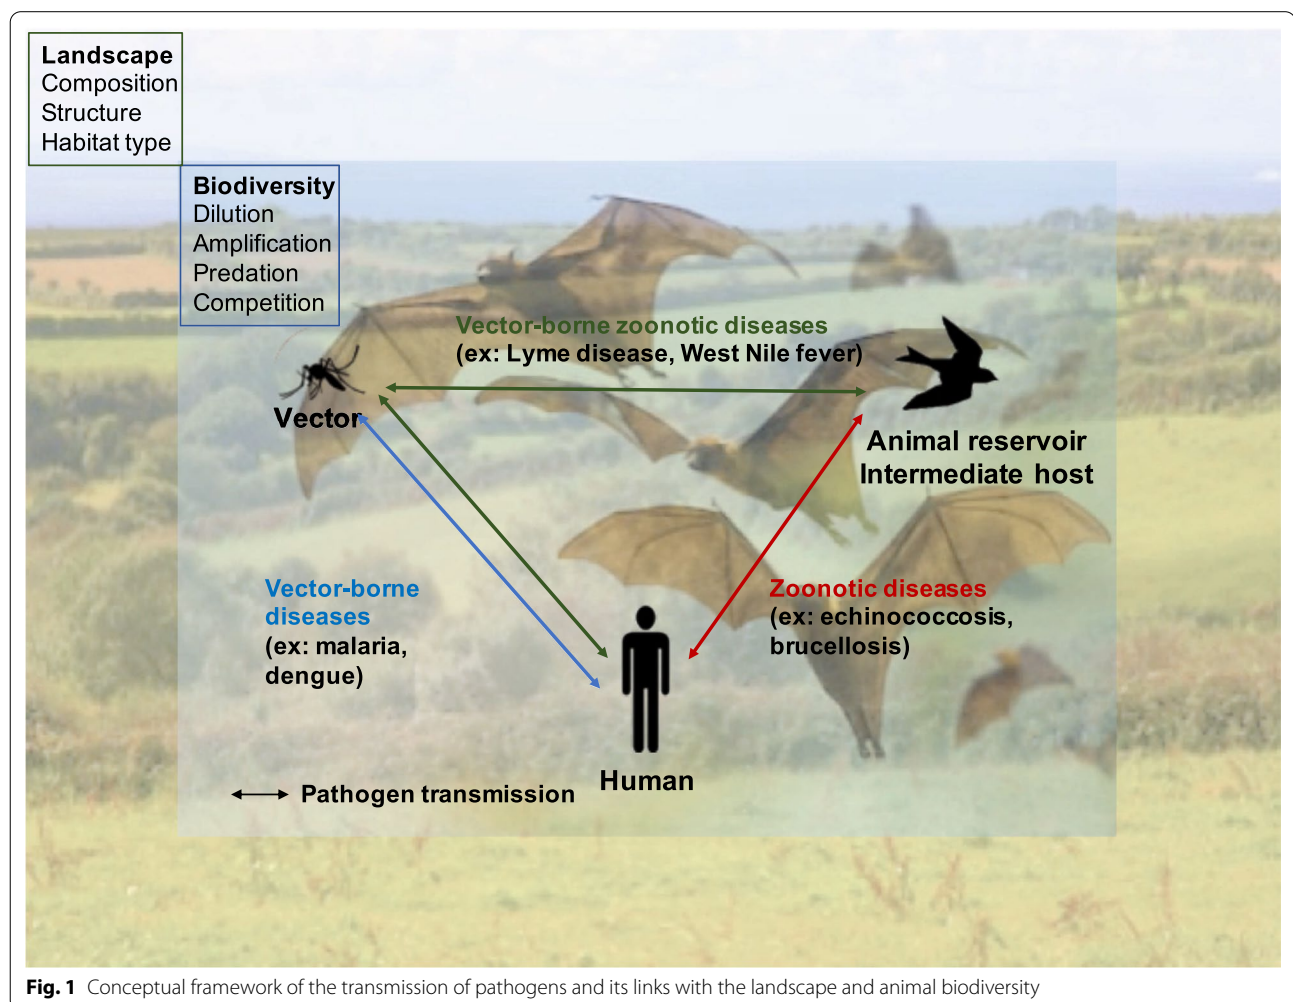 Landscape
Composition
Structure
Habitat type
Biodiversity
Dilution
Amplification
Predation
Competition
Vector-borne zoonotic diseases
(ex: Lyme disease, West Nile fever)
Vector
Animal reservoir
Intermediate host
Vector-borne
diseases
(ex: malaria,
dengue)
Zoonotic diseases
(ex: echinococcosis,
brucellosis)
Human
Pathogen transmission
Fig. 1 Conceptual framework of the transmission of pathogens and its links with the landscape and animal biodiversity